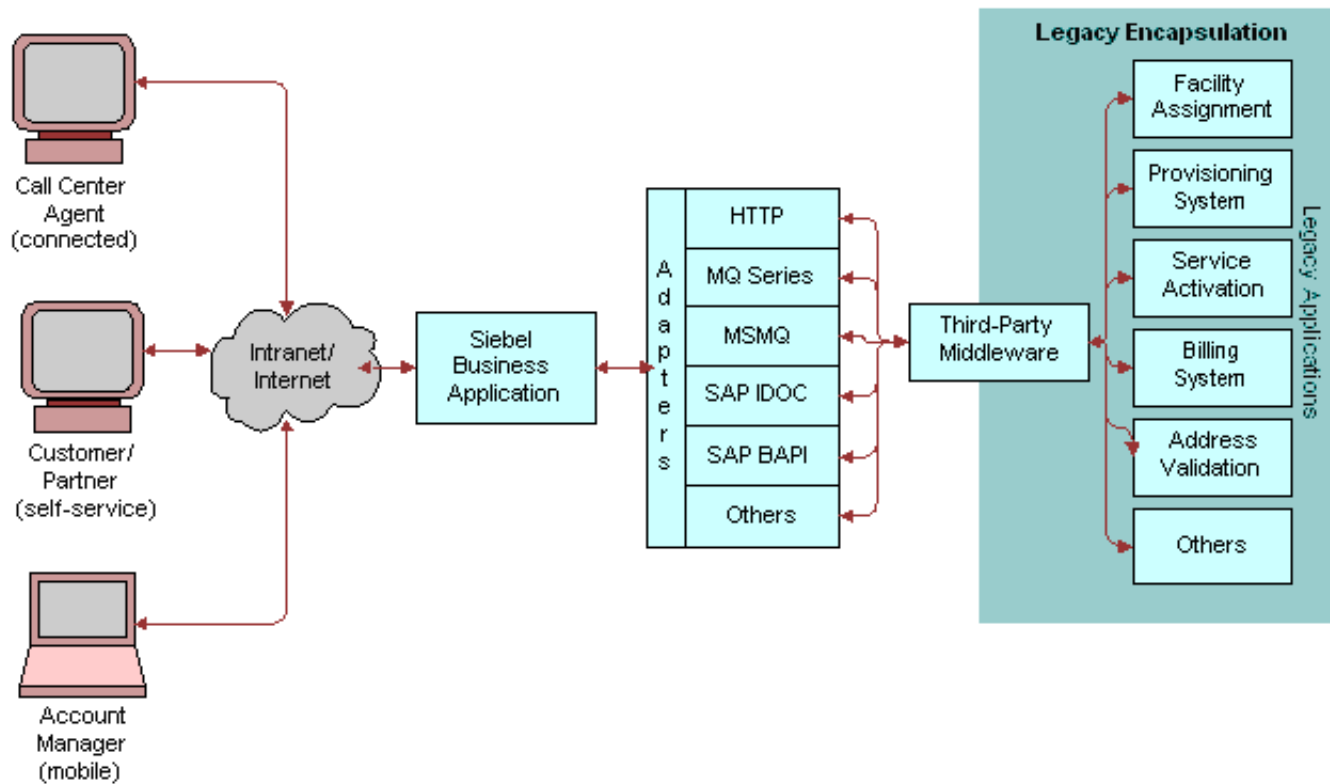 Legacy Encapsulation
Call Center
Agent
(connected)
Customer/
Partner
(self-service)
Account
Manager
(mobile)
Intranet/
Internet
Siebel
Business
Application
Adapters
HTTP
MQ Series
MSMQ
SAP IDOC
SAP BAPI
Others
Third-Party
Middleware
Facility
Assignment
Provisioning
System
Service
Activation
Billing
System
Address
Validation
Others
Legacy Applications